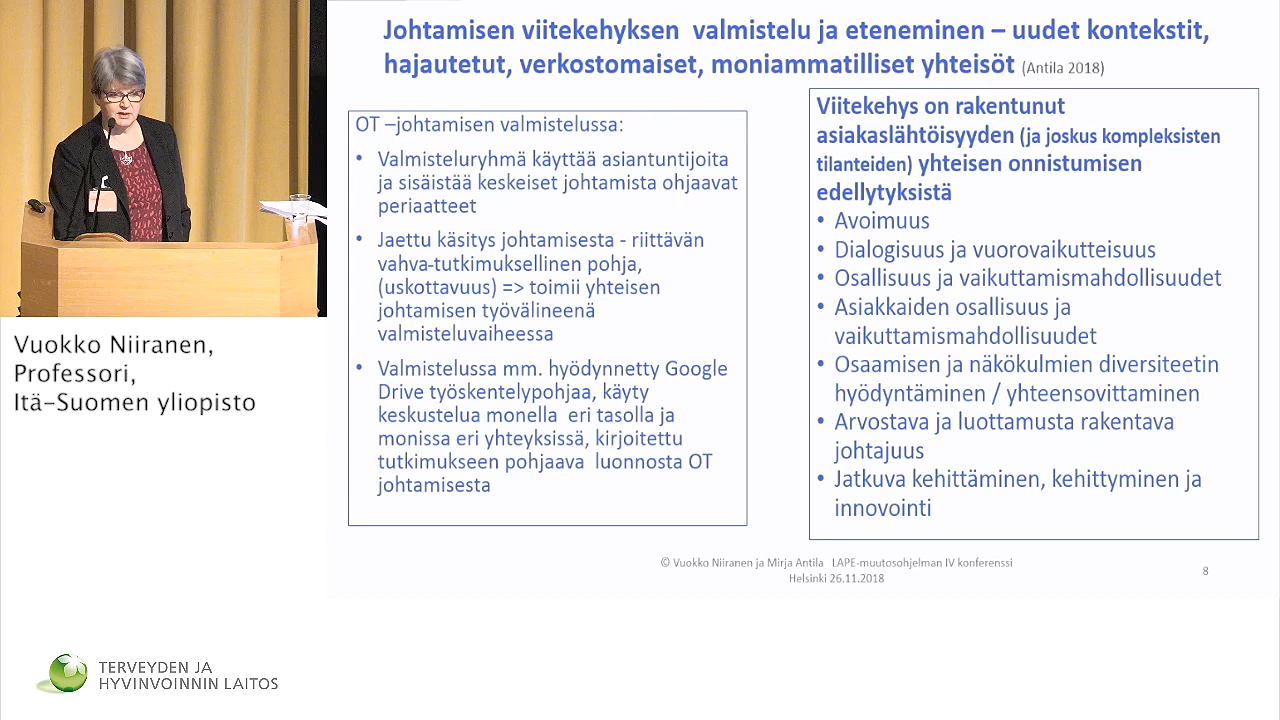 Johtamisen viitekehyksen valmistelu ja eteneminen – uudet kontekstit,
hajautetut, verkostomaiset, moniammatilliset yhteisöt (Antila 2018)
OT –johtamisen valmistelussa:
• Valmisteluryhmä käyttää asiantuntijoita
ja sisäistää keskeiset johtamista ohjaavat
periaatteet
• Jaettu käsitys johtamisesta - riittävän
vahva-tutkimuksellinen pohja,
(uskottavuus) => toimii yhteisen
johtamisen työvälineenä
valmisteluvaiheessa
• Valmistelussa mm. hyödynnetty Google
Drive työskentelypohjaa, käyty
keskustelua monella eri tasolla ja
monissa eri yhteyksissä, kirjoitettu
tutkimukseen pohjaava luonnosta OT
johtamisesta
Viitekehys on rakentunut
asiakaslähtöisyyden (ja joskus kompleksisten
tilanteiden) yhteisen onnistumisen
edellytyksistä
• Avoimuus
• Dialogisuus ja vuorovaikutteisuus
• Osallisuus ja vaikuttamismahdollisuudet
• Asiakkaiden osallisuus ja
vaikuttamismahdollisuudet
• Osaamisen ja näkökulmien diversiteetin
hyödyntäminen / yhteensovittaminen
• Arvostava ja luottamusta rakentava
johtajuus
• Jatkuva kehittäminen, kehittyminen ja
innovointi
© Vuokko Niiranen ja Mirja Antila LAPE-muutosohjelman IV konferenssi
Helsinki 26.11.2018
8
Vuokko Niiranen,
Professori,
Itä-Suomen yliopisto
TERVEYDEN JA
HYVINVOINNIN LAITOS